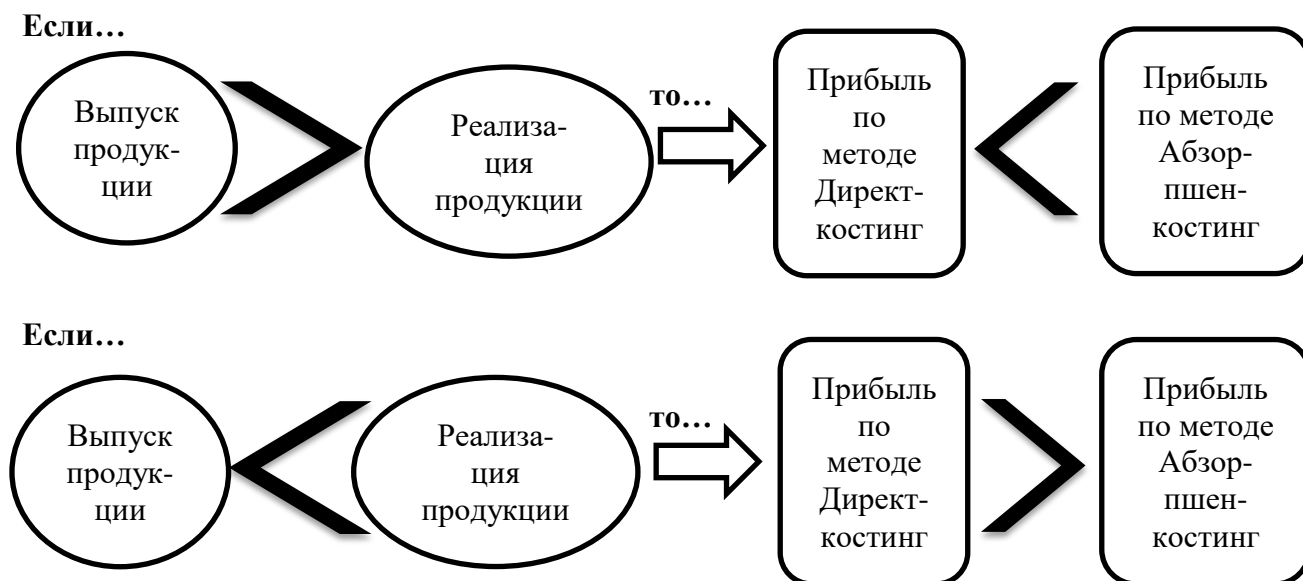 Если…
Выпуск
продук-
ции
Реализа-
ция
продукции
то…
Прибыль
по
методе
Директ-
костинг
Прибыль
по методе
Абзор-
пшен-
костинг
Если…
Выпуск
продук-
ции
Реализа-
ция
продукции
то…
Прибыль
по
методе
Директ-
костинг
Прибыль
по методе
Абзор-
пшен-
костинг